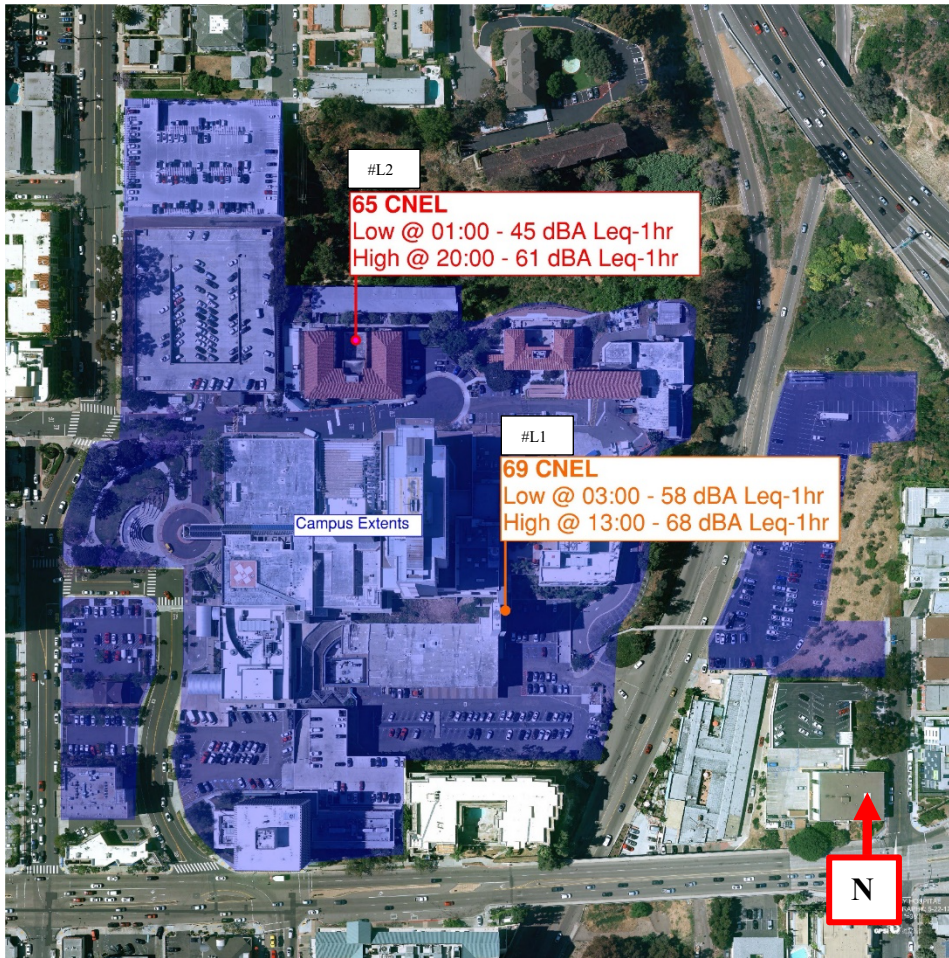 #L2
65 CNEL
Low @ 01:00 - 45 dBA Leq-1hr
High @ 20:00 - 61 dBA Leq-1hr
#L1
69 CNEL
Low @ 03:00 - 58 dBA Leq-1hr
High @ 13:00 - 68 dBA Leq-1hr
Campus Extents
N